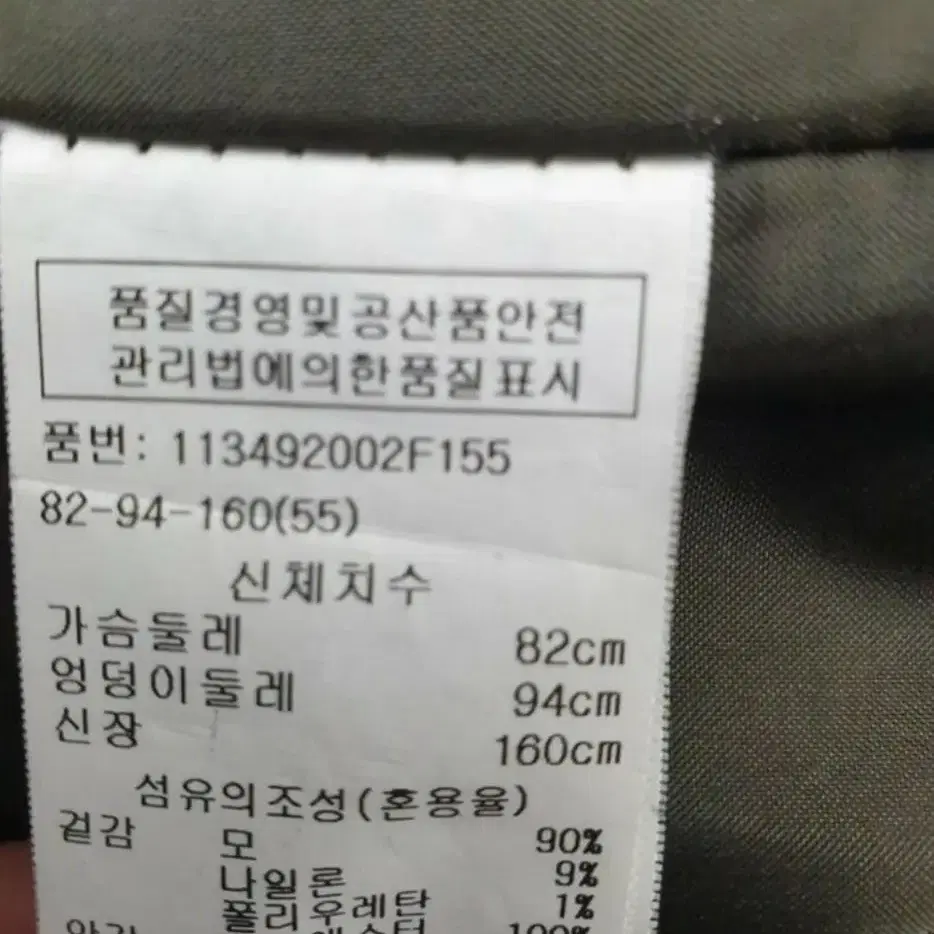 품질경영및공산품안전
관리법에의한품질표시
품번: 113492002F155
82-94-160(55)
신체치수
가슴둘레 82cm
엉덩이둘레 94cm
신장 160cm
섬유의조성(혼용율)
겉감 모 90%
나일론 9%
폴리우레탄 1%
100%